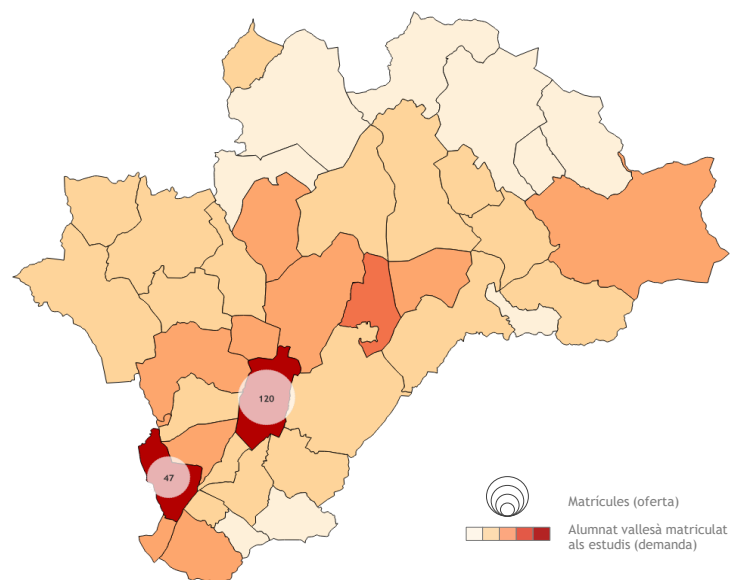 120
47
Matrícules (oferta)
Alumnat vallesà matriculat
als estudis (demanda)